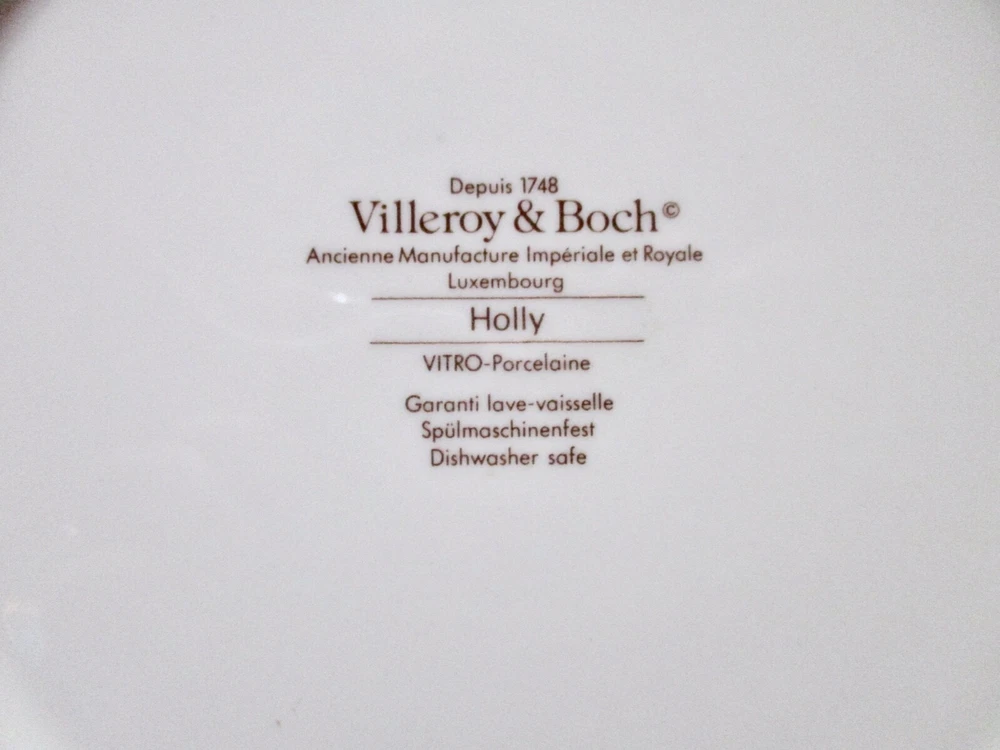 Depuis 1748
Villeroy & Boch©
Ancienne Manufacture Impériale et Royale
Luxembourg
Holly
VITRO-Porcelaine
Garanti lave-vaisselle
Spülmaschinenfest
Dishwasher safe